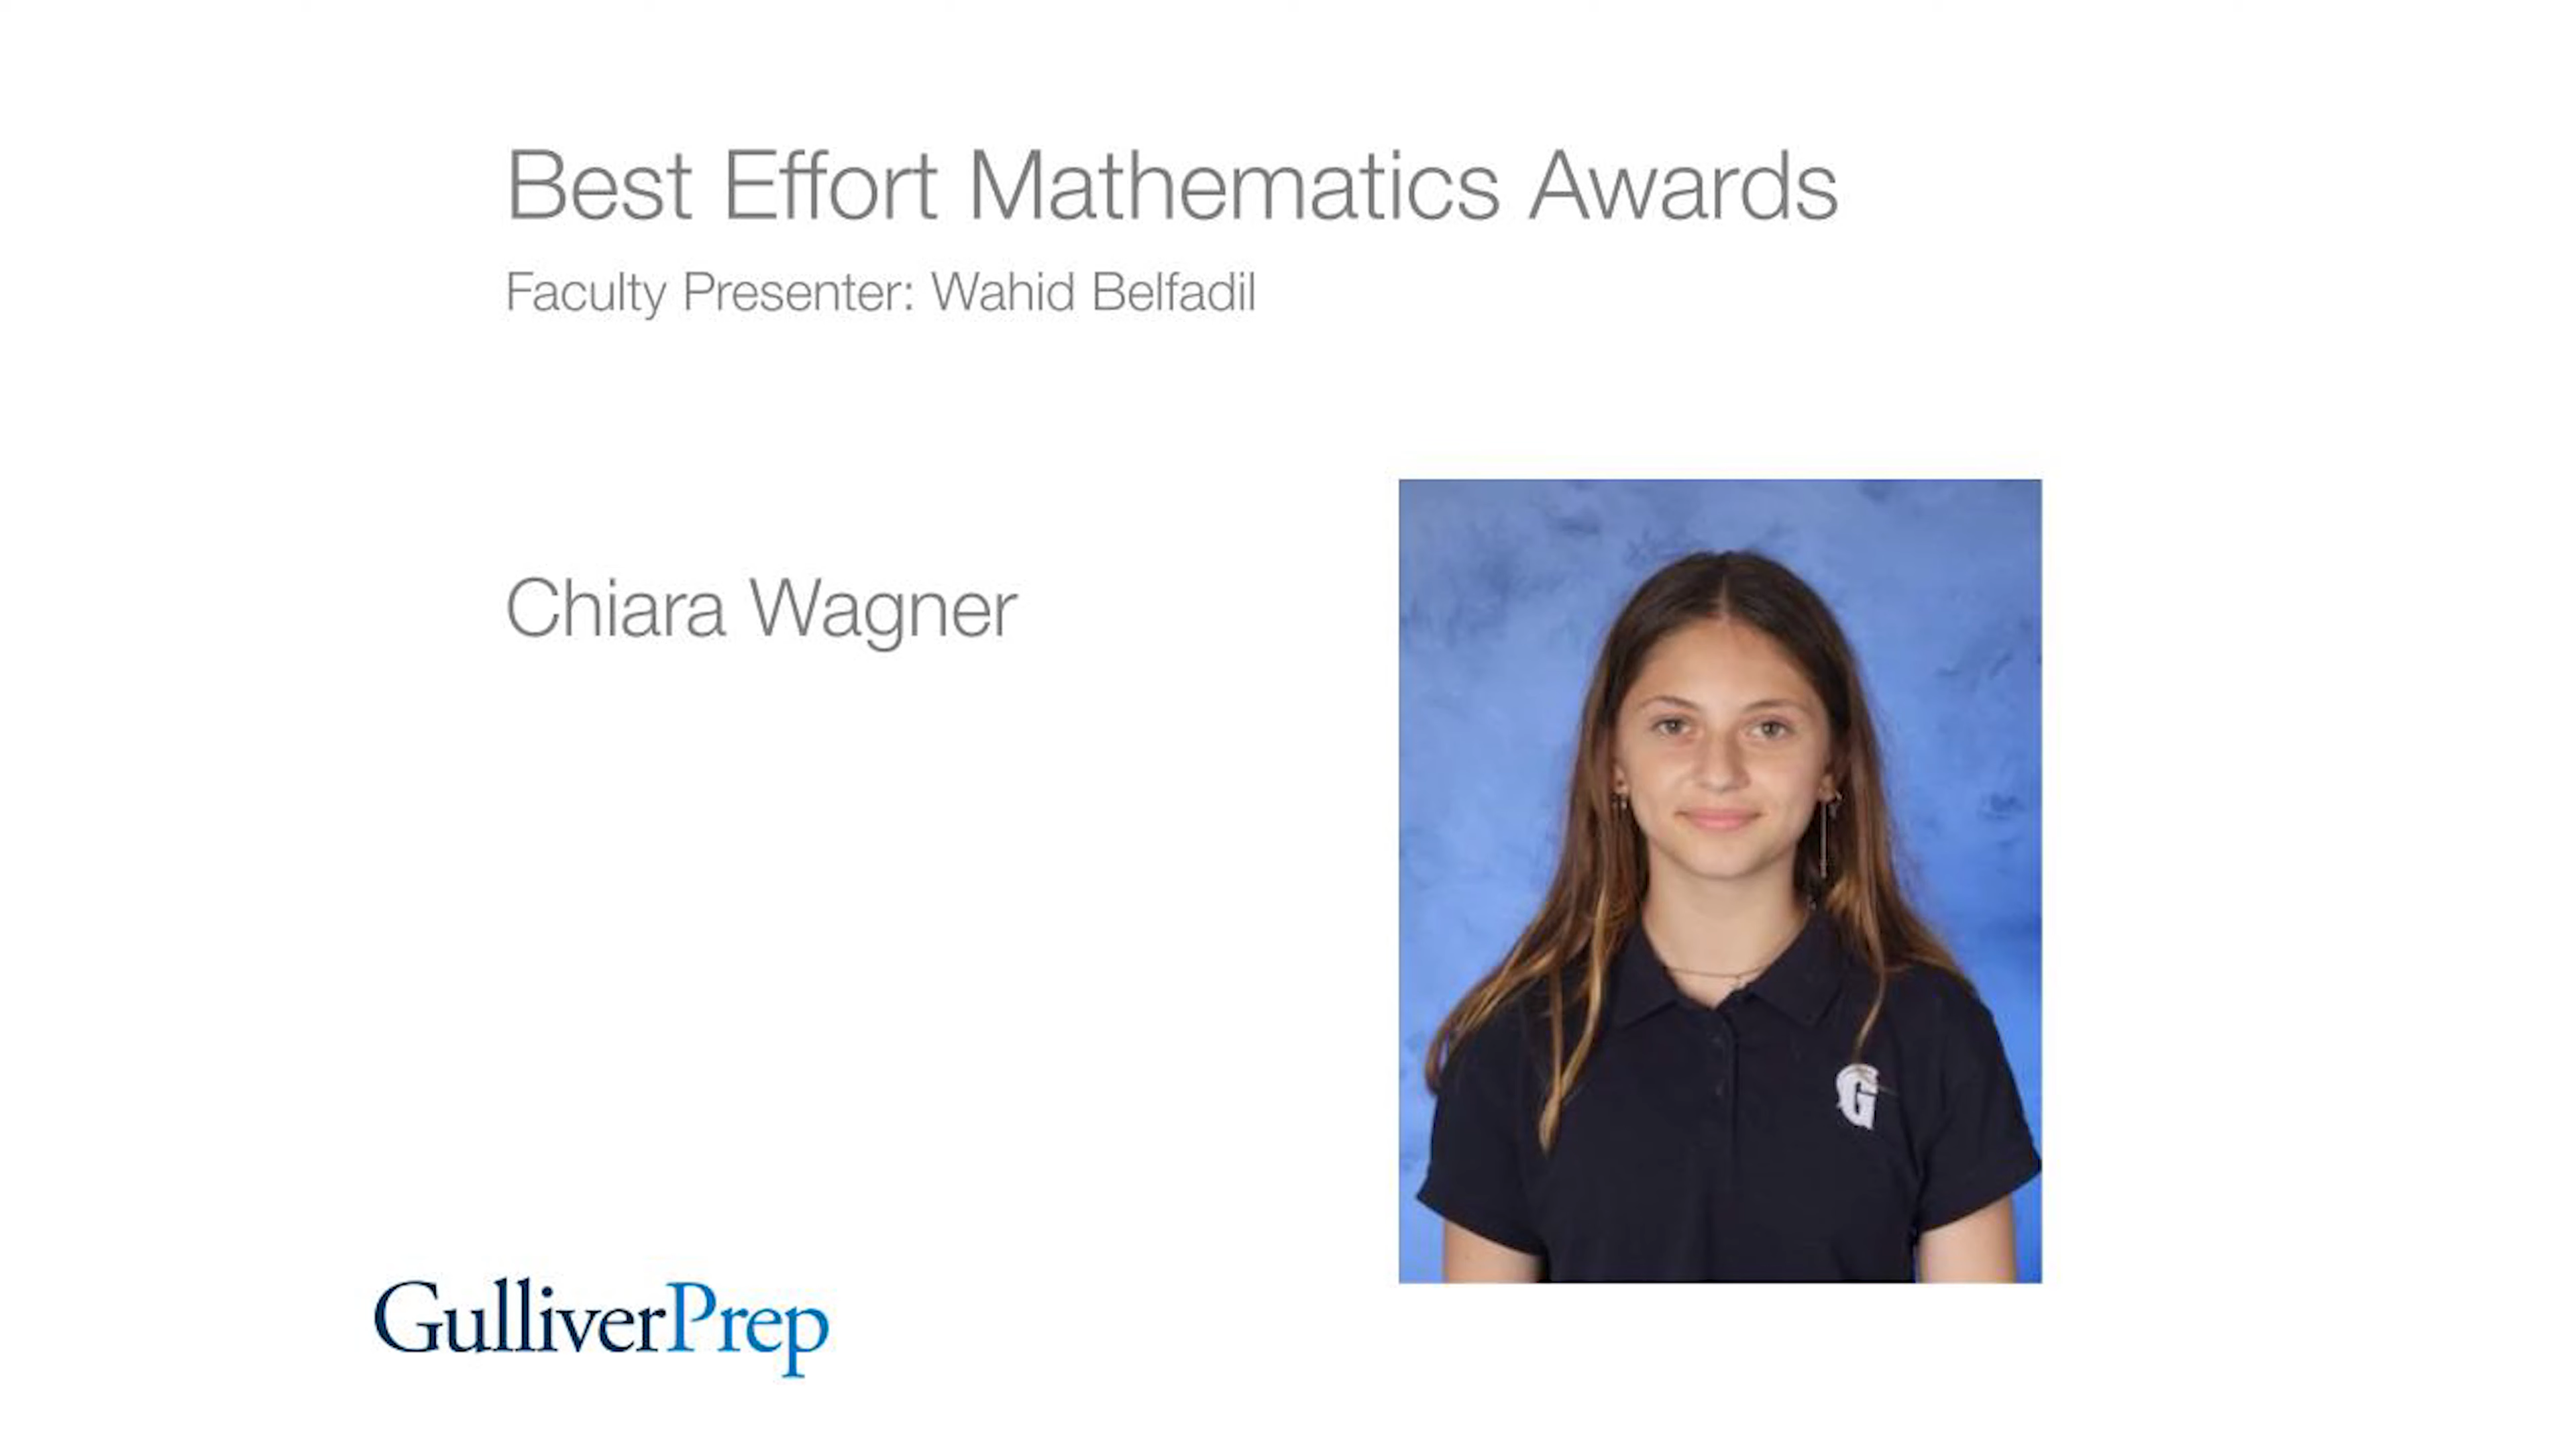 Best Effort Mathematics Awards
Faculty Presenter: Wahid Belfadil
Chiara Wagner
G
GulliverPrep